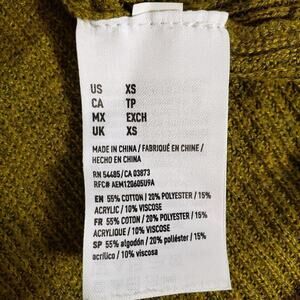 US XS
CA TP
MX EXCH
UK XS
MADE IN CHINA / FABRIQUÉ EN CHINE /
HECHO EN CHINA
RN 54485/CA 03873
RFC# AEM120605U9A
EN 55% COTTON / 20% POLYESTER / 15%
ACRYLIC / 10% VISCOSE
FR 55% COTON / 20% POLYESTER / 15%
ACRYLIQUE / 10% VISCOSE
SP 55% algodón / 20% poliéster / 15%
acrílico / 10% viscosa